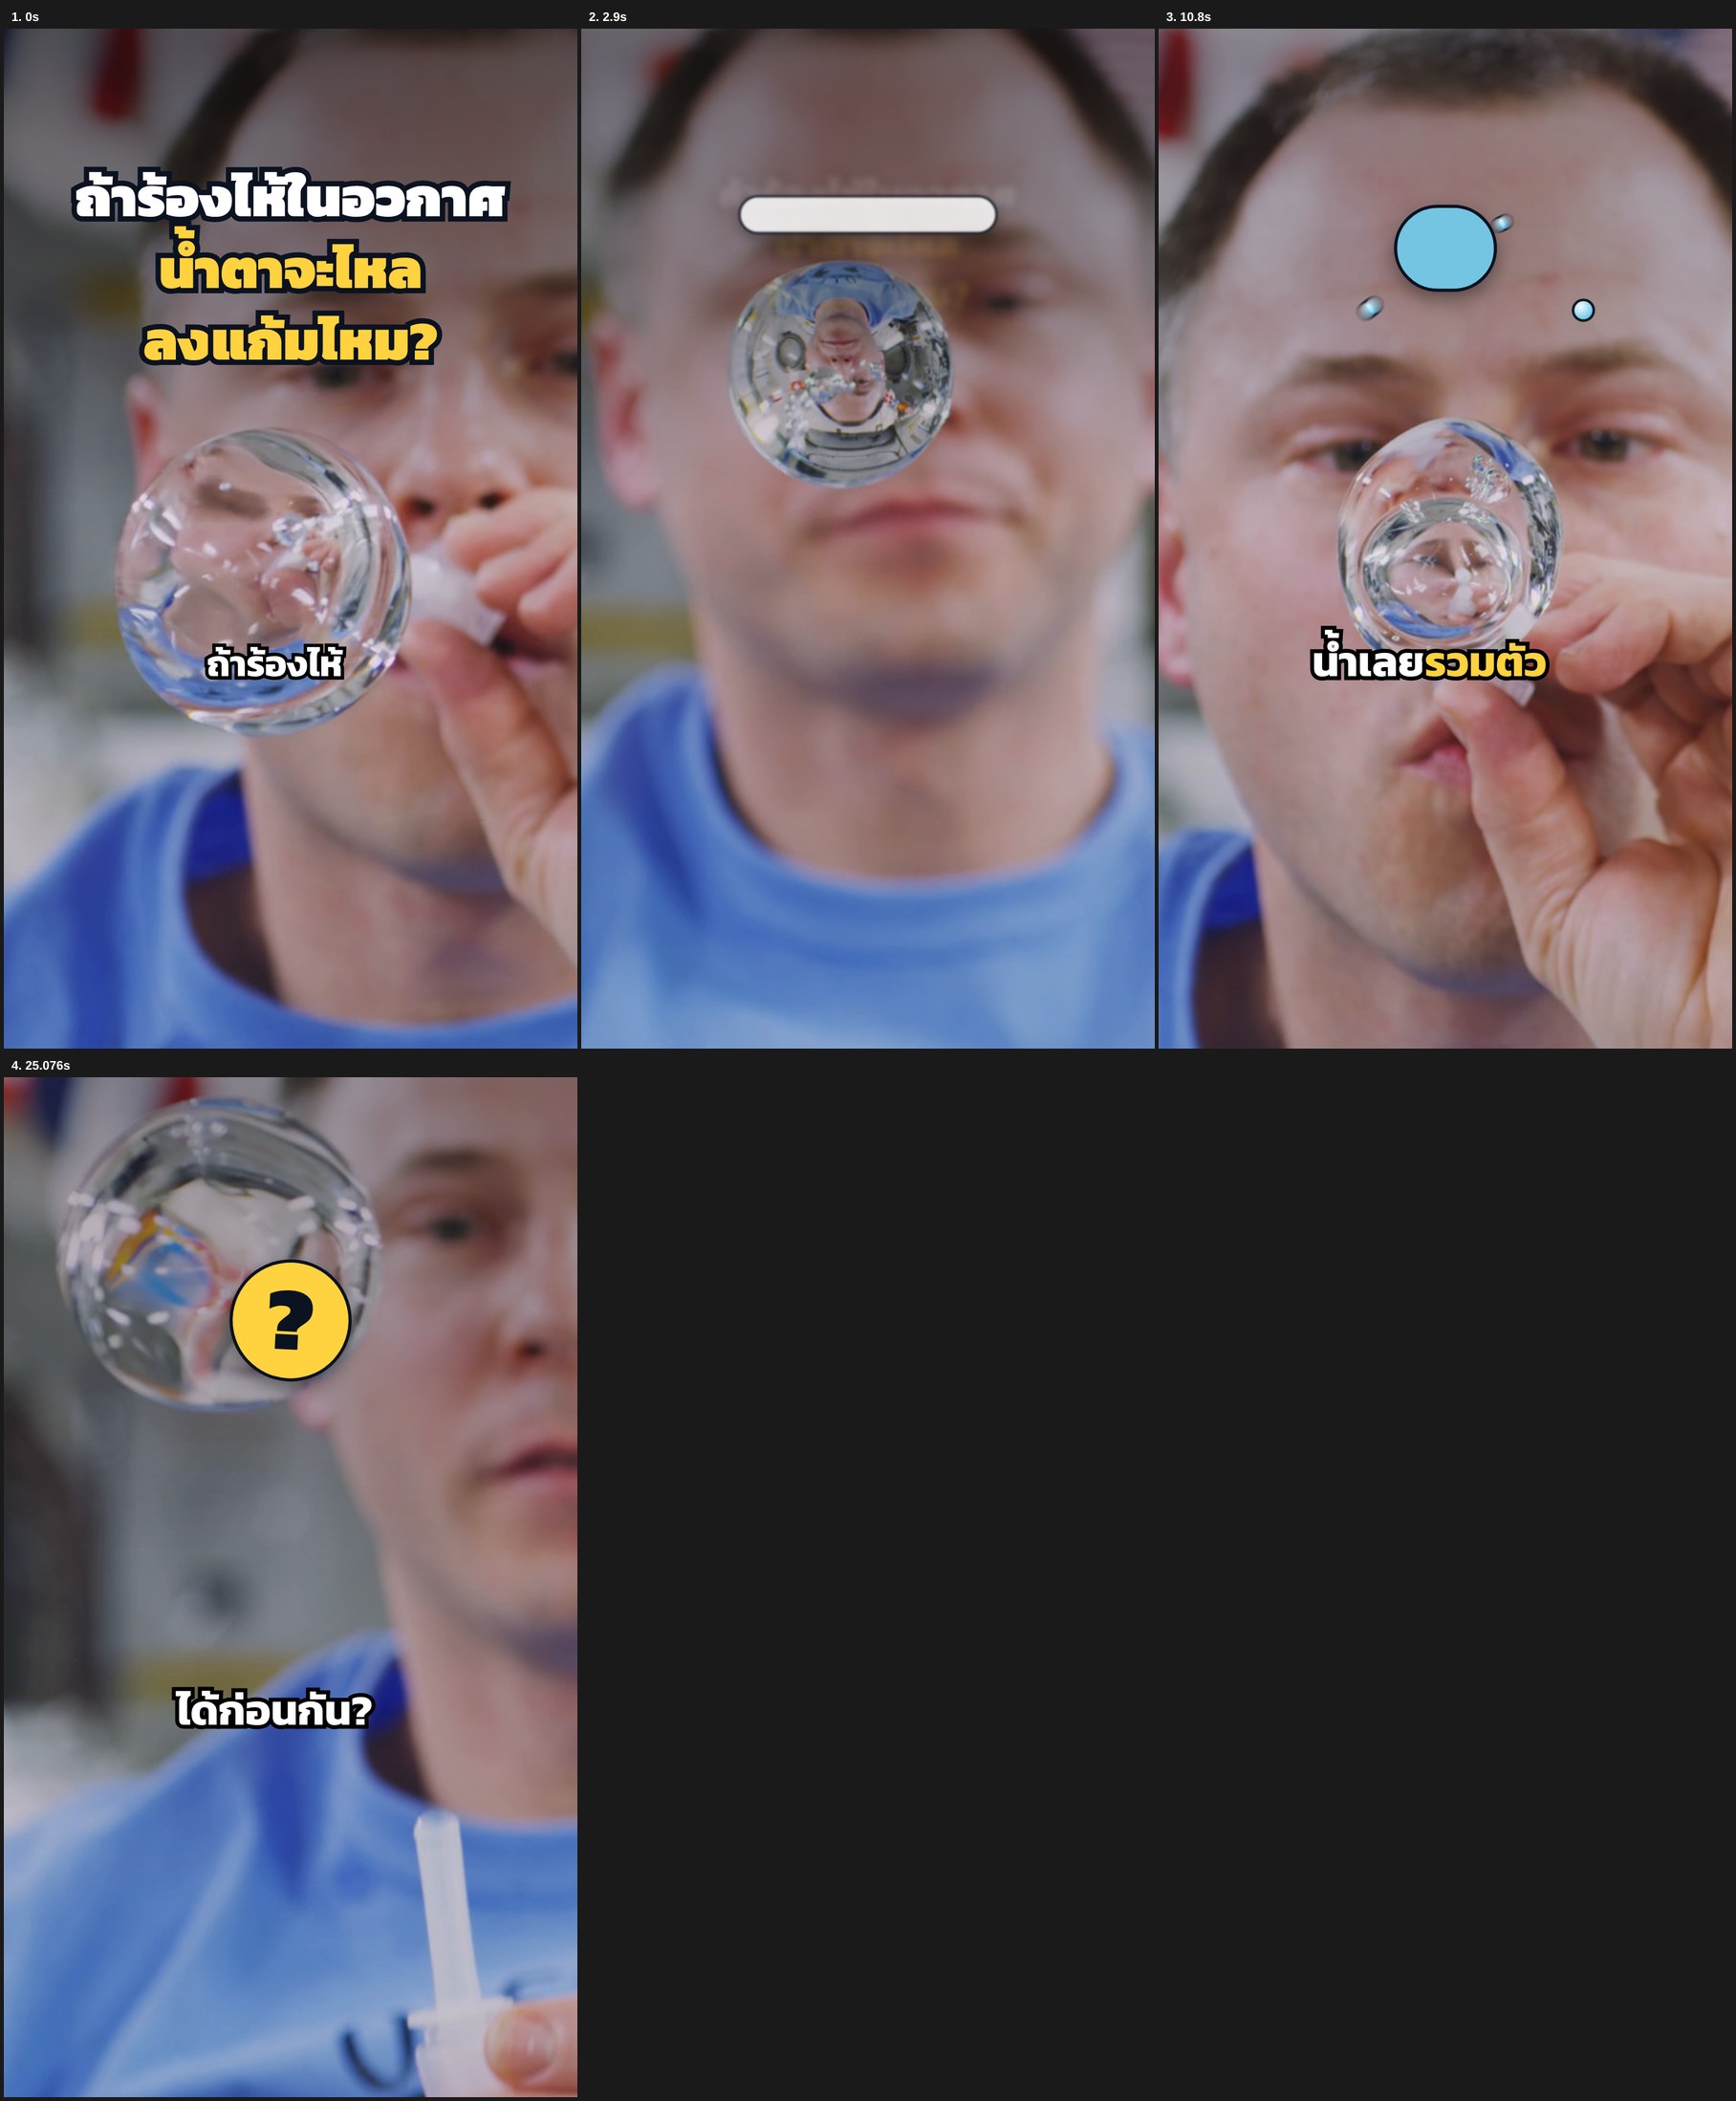 1. 0s
2. 2.9s
3. 10.8s
ถ้าร้องไห้ในอวกาศ
น้ำตาจะไหล
ลงแก้มไหม?
ถ้าร้องไห้
น้ำเลยรวมตัว
4. 25.076s
?
ได้ก่อนกัน?
U